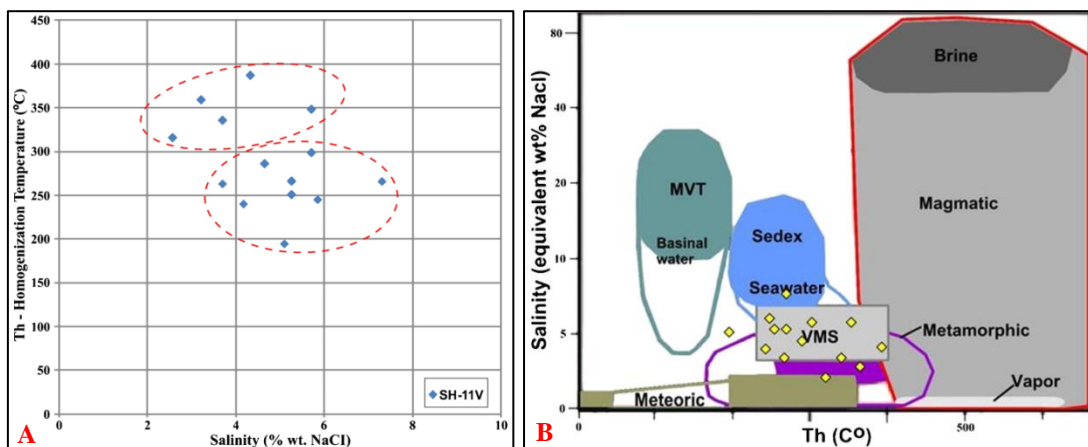 450
400
350
300
250
200
150
100
50
0
Th - Homogenization Temperature (°C)
0
2
4
6
8
10
Salinity (% wt. NaCl)
SH-11V
A
Salinity (equivalent wt% Nacl)
80
40
20
10
5
0
Brine
MVT
Magmatic
Basinal
water
Sedex
Seawater
VMS
Metamorphic
Meteoric
Vapor
500
Th (Cº)
B